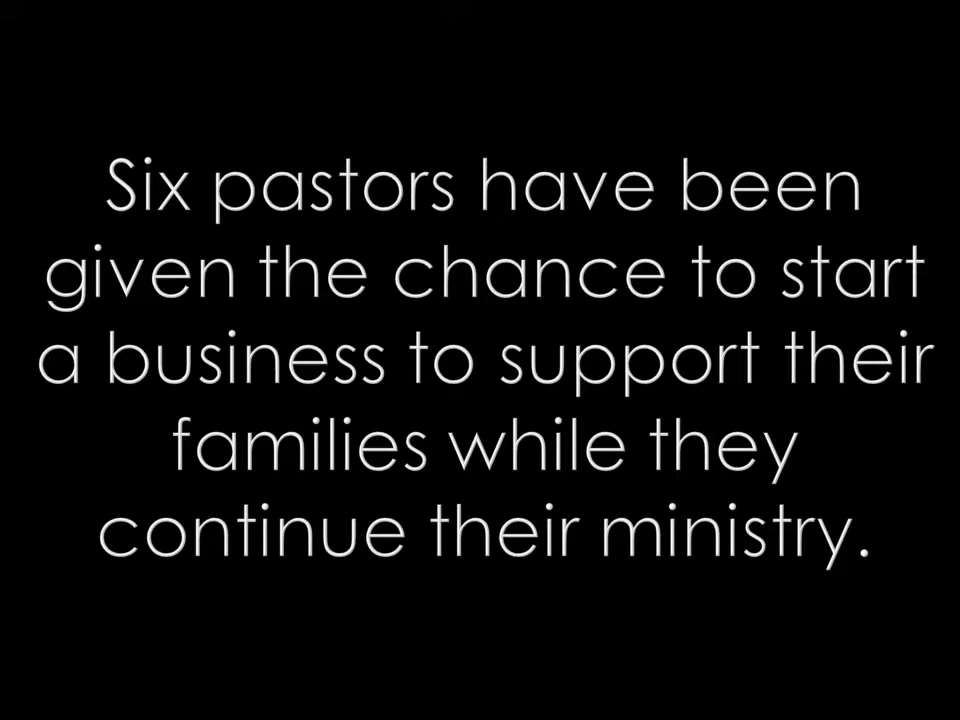 Six pastors have been
given the chance to start
a business to support their
families while they
continue their ministry.